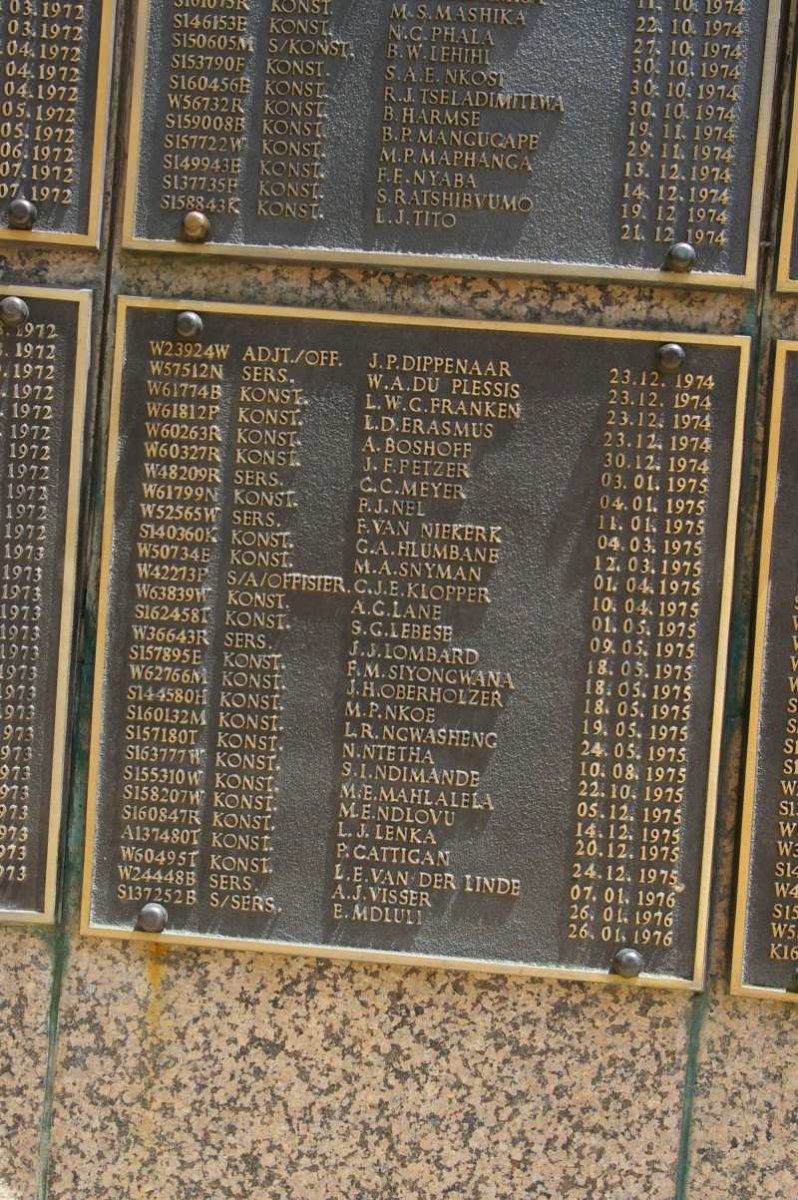 11.10.1974
KONST. M.S.MASHIKA 22.10.1974
S146153E KONST. N.G.PHALA 27.10.1974
S150605M S/KONST. B.W.LEHIHI 30.10.1974
S153790F KONST. S.A.E.NKOSI 30.10.1974
S160456E KONST. R.J.TSELADIMITLWA 30.10.1974
W56732R KONST. B.HARMSE 19.11.1974
S159008B KONST. B.P.MANGUCAPE 29.11.1974
S157722W KONST. M.P.MAPHANGA 13.12.1974
S149943E KONST. F.E.NYABA 14.12.1974
S137735F KONST. S.RATSHIBVUMO 19.12.1974
S158843K KONST. L.J.TITO 21.12.1974
W23924W ADJT./OFF. J.P.DIPPENAAR 23.12.1974
W57512N SERS. W.A.DU PLESSIS 23.12.1974
W61774B KONST. L.W.G.FRANKEN 23.12.1974
W61812P KONST. L.D.ERASMUS 23.12.1974
W60263R KONST. A.BOSHOFF 30.12.1974
W60327R KONST. J.F.PETZER 03.01.1975
W48209R SERS. C.C.MEYER 04.01.1975
W61799N KONST. P.J.NEL 11.01.1975
W52565W SERS. F.VAN NIEKERK 04.03.1975
S140360K KONST. G.A.HLUMBANE 12.03.1975
W50734E KONST. M.A.SNYMAN 01.04.1975
W42273P S/A/OFFISIER. C.J.E.KLOPPER 10.04.1975
W63839W KONST. A.G.LANE 01.05.1975
S162458T KONST. S.G.LEBESE 09.05.1975
W36643R SERS. J.J.LOMBARD 18.05.1975
S157895E KONST. F.M.SIYONGWANA 18.05.1975
W62766M KONST. J.H.OBERHOLZER 18.05.1975
S144580H KONST. M.P.NKOE 19.05.1975
S160132M KONST. L.R.NGWASHENG 24.05.1975
S157180T KONST. N.NTETHA 10.08.1975
S163777W KONST. S.I.NDIMANDE 22.10.1975
S155310W KONST. M.E.MAHLALELA 05.12.1975
S158207W KONST. M.E.NDLOVU 14.12.1975
S160847R KONST. L.J.LENKA 20.12.1975
A137480T KONST. P.CATTIGAN 24.12.1975
W60495T KONST. L.E.VAN DER LINDE 07.01.1976
W24448B SERS. A.J.VISSER 26.01.1976
S137252B S/SERS. E.MDLULI 26.01.1976